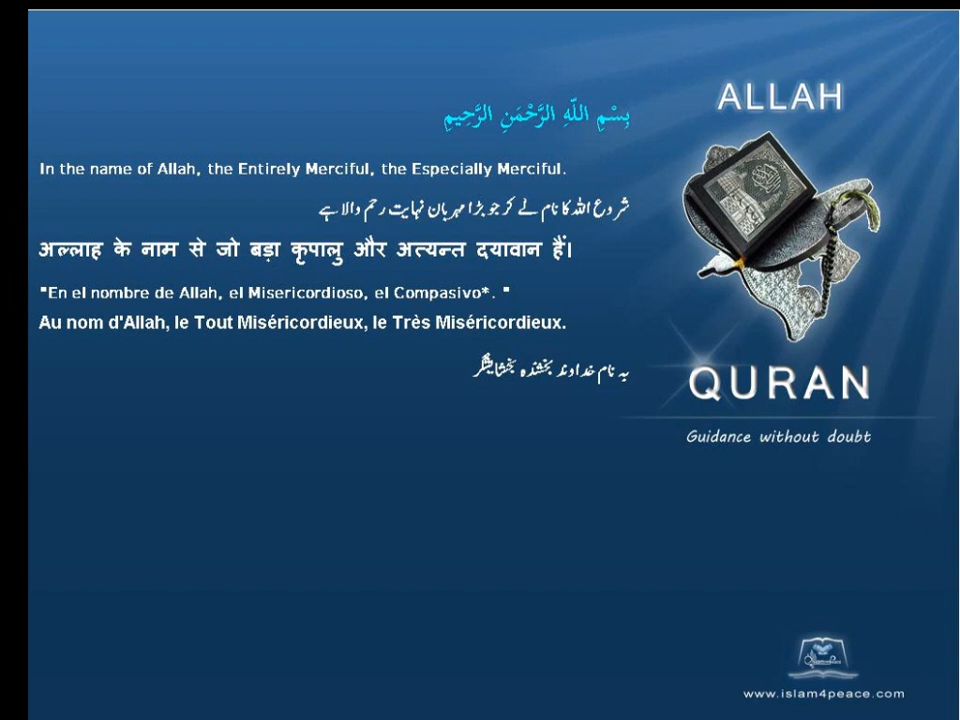 بِسْمِ اللّهِ الرَّحْمَنِ الرَّحِيمِ
In the name of Allah, the Entirely Merciful, the Especially Merciful.
شروع اللہ کا نام لے کر جو بڑا مہربان نہایت رحم والا ہے
अल्लाह के नाम से जो बड़ा कृपालु और अत्यन्त दयावान हैं।
"En el nombre de Allah, el Misericordioso, el Compasivo*. "
Au nom d'Allah, le Tout Miséricordieux, le Très Miséricordieux.
به نام خداوند بخشنده بخشایشگر
ALLAH
QURAN
Guidance without doubt
www.islam4peace.com